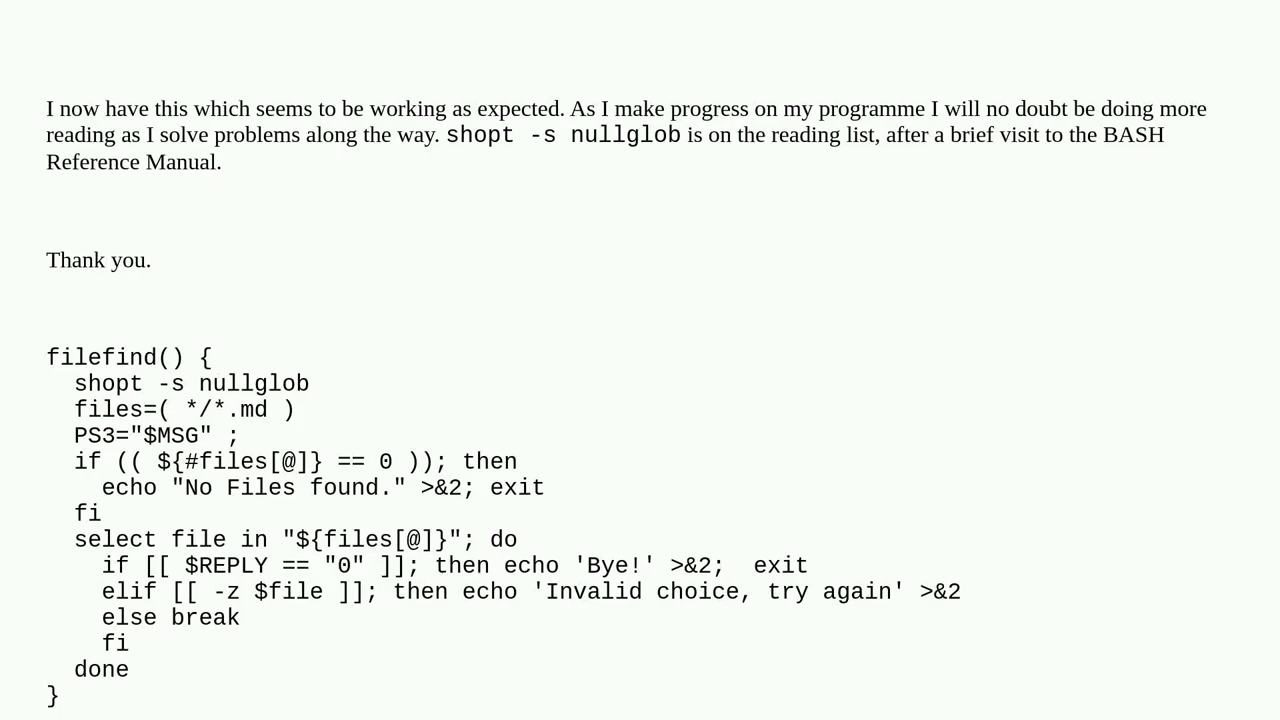 I now have this which seems to be working as expected. As I make progress on my programme I will no doubt be doing more
reading as I solve problems along the way. shopt -s nullglob is on the reading list, after a brief visit to the BASH
Reference Manual.
Thank you.
filefind() {
  shopt -s nullglob
  files=( */*.md )
  PS3="$MSG" ;
  if (( ${#files[@]} == 0 )); then
    echo "No Files found." >&2; exit
  fi
  select file in "${files[@]}"; do
    if [[ $REPLY == "0" ]]; then echo 'Bye!' >&2;  exit
    elif [[ -z $file ]]; then echo 'Invalid choice, try again' >&2
    else break
    fi
  done
}